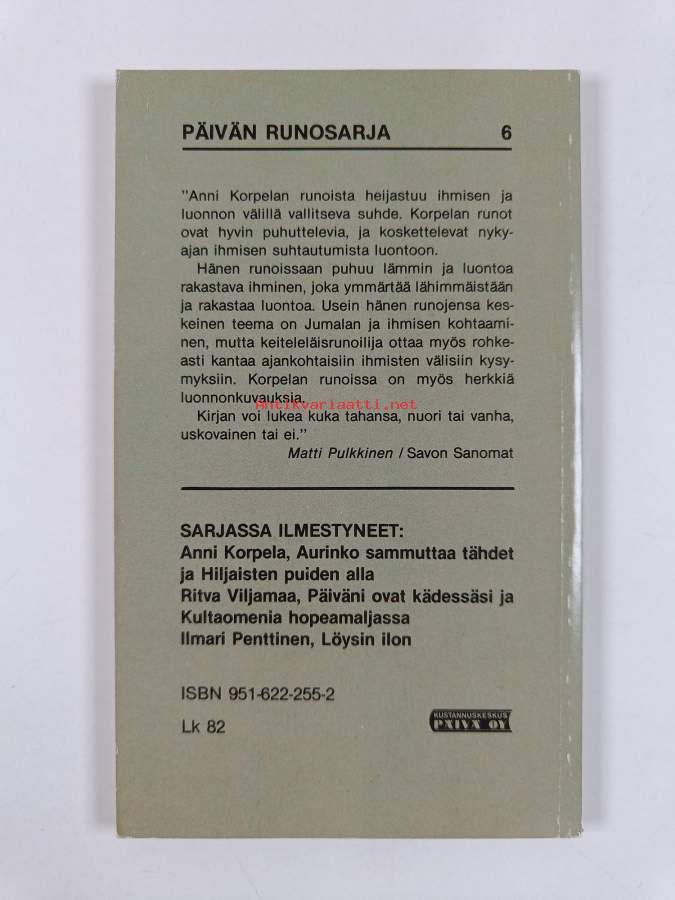 PÄIVÄN RUNOSARJA 6
"Anni Korpelan runoista heijastuu ihmisen ja
luonnon välillä vallitseva suhde. Korpelan runot
ovat hyvin puhuttelevia, ja koskettelevat nyky-
ajan ihmisen suhtautumista luontoon.
Hänen runoissaan puhuu lämmin ja luontoa
rakastava ihminen, joka ymmärtää lähimmäistään
ja rakastaa luontoa. Usein hänen runojensa kes-
keinen teema on Jumalan ja ihmisen kohtaami-
nen, mutta keiteleläisrunoilija ottaa myös rohke-
asti kantaa ajankohtaisiin ihmisten välisiin kysy-
myksiin. Korpelan runoissa on myös herkkiä
luonnonkuvauksia.
Antikvariaatti.net
Kirjan voi lukea kuka tahansa, nuori tai vanha,
uskovainen tai ei."
Matti Pulkkinen / Savon Sanomat
SARJASSA ILMESTYNEET:
Anni Korpela, Aurinko sammuttaa tähdet
ja Hiljaisten puiden alla
Ritva Viljamaa, Päiväni ovat kädessäsi ja
Kultaomenia hopeamaljassa
Ilmari Penttinen, Löysin ilon
ISBN 951-622-255-2
Lk 82
KUSTANNUSKESKUS
PÄIVÄ OY